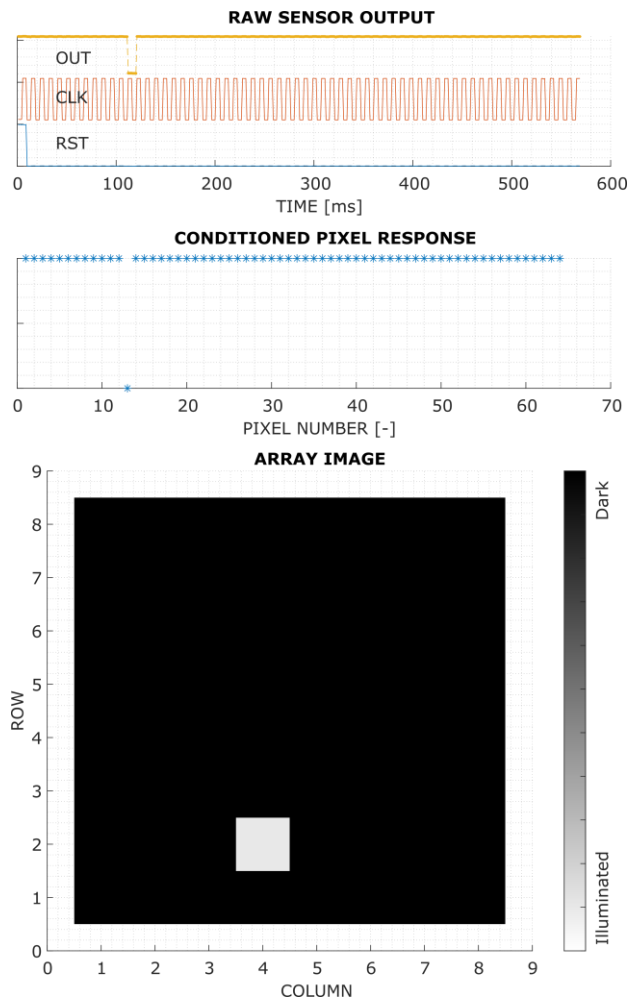 RAW SENSOR OUTPUT
OUT
CLK
RST
0 100 200 300 400 500 600
TIME [ms]
CONDITIONED PIXEL RESPONSE
0 10 20 30 40 50 60 70
PIXEL NUMBER [-]
ARRAY IMAGE
9
8
7
6
5
4
3
2
1
0
ROW
0 1 2 3 4 5 6 7 8 9
COLUMN
Dark
Illuminated